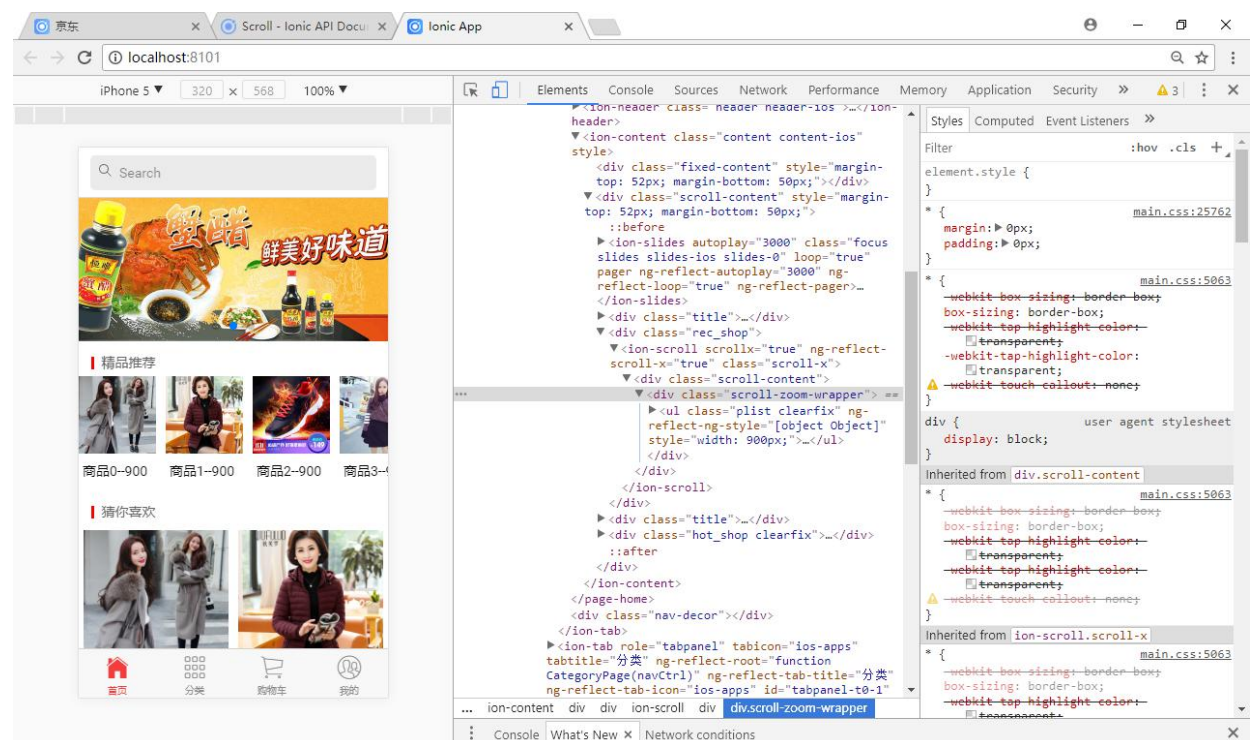 京东
Scroll - Ionic API Docu
Ionic App
localhost:8101
iPhone 5 ▼ 320 × 568 100% ▼
Elements Console Sources Network Performance Memory Application Security » 3
Search
蟹醋
鲜美好味道
精品推荐
商品0--900 商品1--900 商品2--900 商品3--
猜你喜欢
首页 分类 购物车 我的
▶<ion-header class="header header-ios">…</ion-
header>
▼<ion-content class="content content-ios"
style>
<div class="fixed-content" style="margin-
top: 52px; margin-bottom: 50px;"></div>
▼<div class="scroll-content" style="margin-
top: 52px; margin-bottom: 50px;">
::before
▶<ion-slides autoplay="3000" class="focus
slides slides-ios slides-0" loop="true"
pager ng-reflect-autoplay="3000" ng-
reflect-loop="true" ng-reflect-pager>…
</ion-slides>
▶<div class="title">…</div>
▼<div class="rec_shop">
▼<ion-scroll scrollx="true" ng-reflect-
scroll-x="true" class="scroll-x">
▼<div class="scroll-content">
… ▼<div class="scroll-zoom-wrapper"> ==
▶<ul class="plist clearfix" ng-
reflect-ng-style="[object Object]"
style="width: 900px;">…</ul>
</div>
</div>
</ion-scroll>
</div>
▶<div class="title">…</div>
▶<div class="hot_shop clearfix">…</div>
::after
</div>
</ion-content>
</page-home>
<div class="nav-decor"></div>
</ion-tab>
▶<ion-tab role="tabpanel" tabicon="ios-apps"
tabtitle="分类" ng-reflect-root="function
CategoryPage(navCtrl)" ng-reflect-tab-title="分类"
ng-reflect-tab-icon="ios-apps" id="tabpanel-t0-1"
... ion-content div div ion-scroll div div.scroll-zoom-wrapper
Styles Computed Event Listeners »
Filter :hov .cls +
element.style {
}
* { main.css:25762
margin:▶ 0px;
padding:▶ 0px;
}
* { main.css:5063
-webkit-box-sizing: border-box;
box-sizing: border-box;
-webkit-tap-highlight-color:
transparent;
-webkit-tap-highlight-color:
transparent;
-webkit-touch-callout: none;
}
div { user agent stylesheet
display: block;
}
Inherited from div.scroll-content
* { main.css:5063
-webkit-box-sizing: border-box;
box-sizing: border-box;
-webkit-tap-highlight-color:
transparent;
-webkit-tap-highlight-color:
transparent;
-webkit-touch-callout: none;
}
Inherited from ion-scroll.scroll-x
* { main.css:5063
-webkit-box-sizing: border-box;
box-sizing: border-box;
-webkit-tap-highlight-color:
transparent;
Console What's New × Network conditions